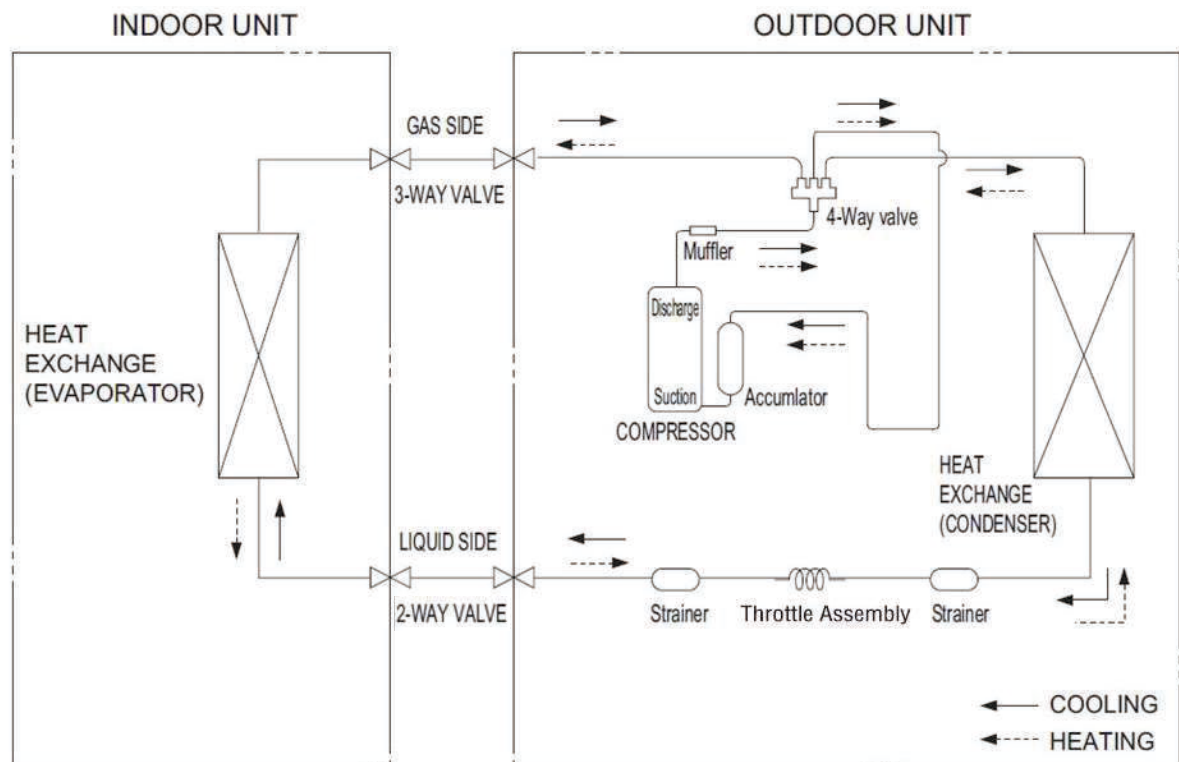 INDOOR UNIT
OUTDOOR UNIT
GAS SIDE
3-WAY VALVE
4-Way valve
Muffler
Discharge
Suction
COMPRESSOR
Accumlator
HEAT
EXCHANGE
(EVAPORATOR)
HEAT
EXCHANGE
(CONDENSER)
LIQUID SIDE
2-WAY VALVE
Strainer
Throttle Assembly
Strainer
COOLING
HEATING